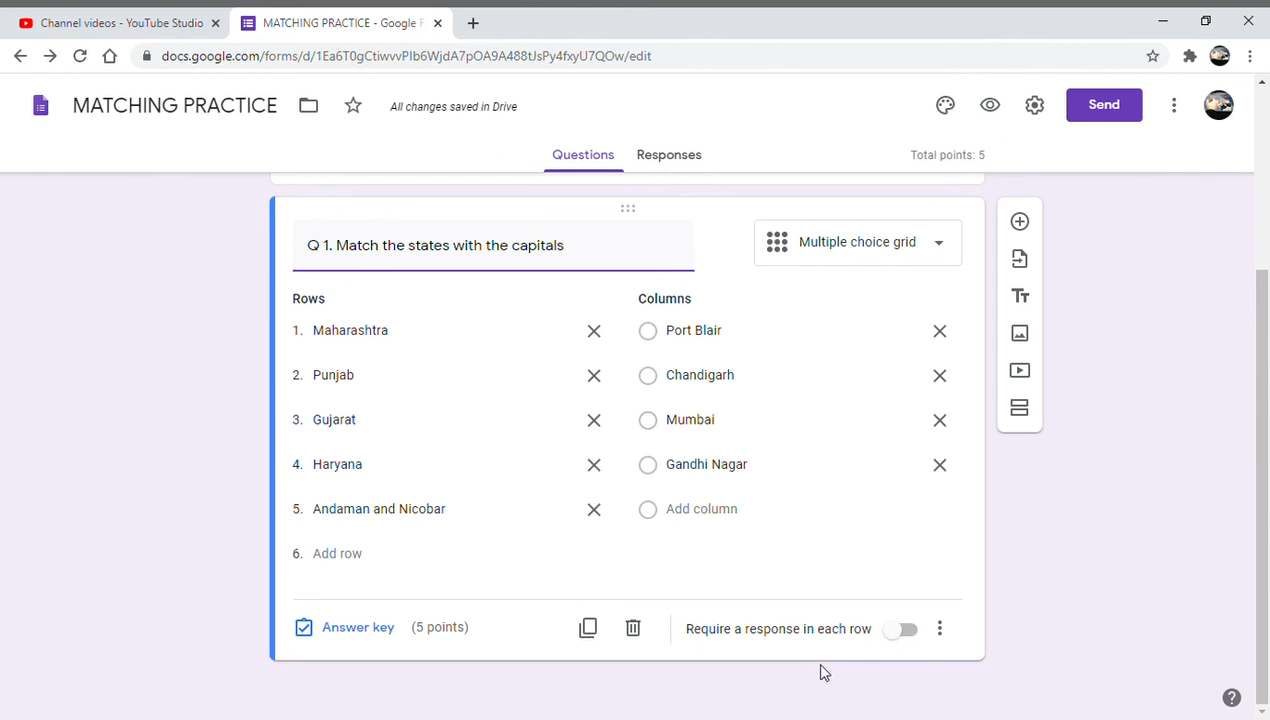 Channel videos - YouTube Studio
MATCHING PRACTICE - Google F
docs.google.com/forms/d/1Ea6T0gCtiwvvPIb6WjdA7pOA9A488tJsPy4fxyU7QOw/edit
MATCHING PRACTICE
All changes saved in Drive
Send
Questions
Responses
Total points: 5
Q 1. Match the states with the capitals
Multiple choice grid
Rows
Columns
1. Maharashtra
Port Blair
2. Punjab
Chandigarh
3. Gujarat
Mumbai
4. Haryana
Gandhi Nagar
5. Andaman and Nicobar
Add column
6. Add row
Answer key
(5 points)
Require a response in each row